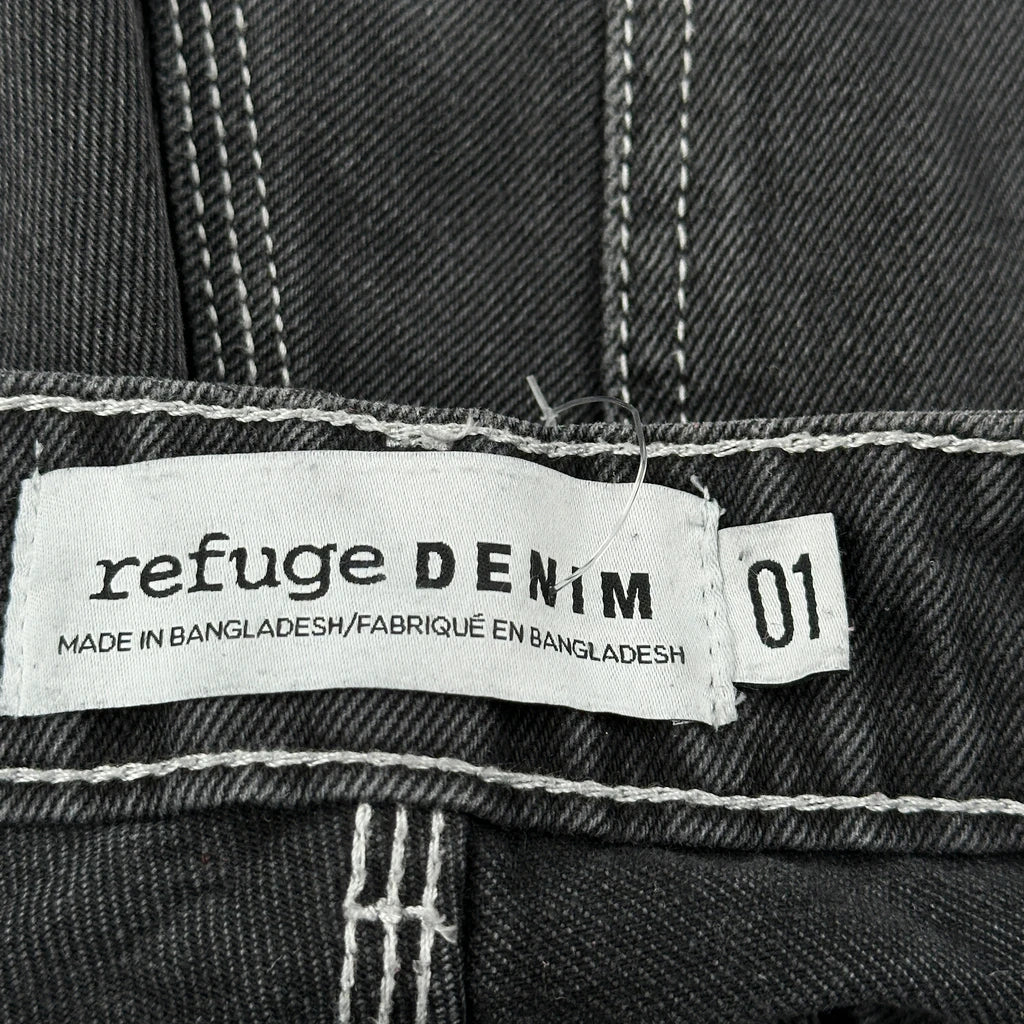 refuge DENIM
MADE IN BANGLADESH/FABRIQUÉ EN BANGLADESH
01